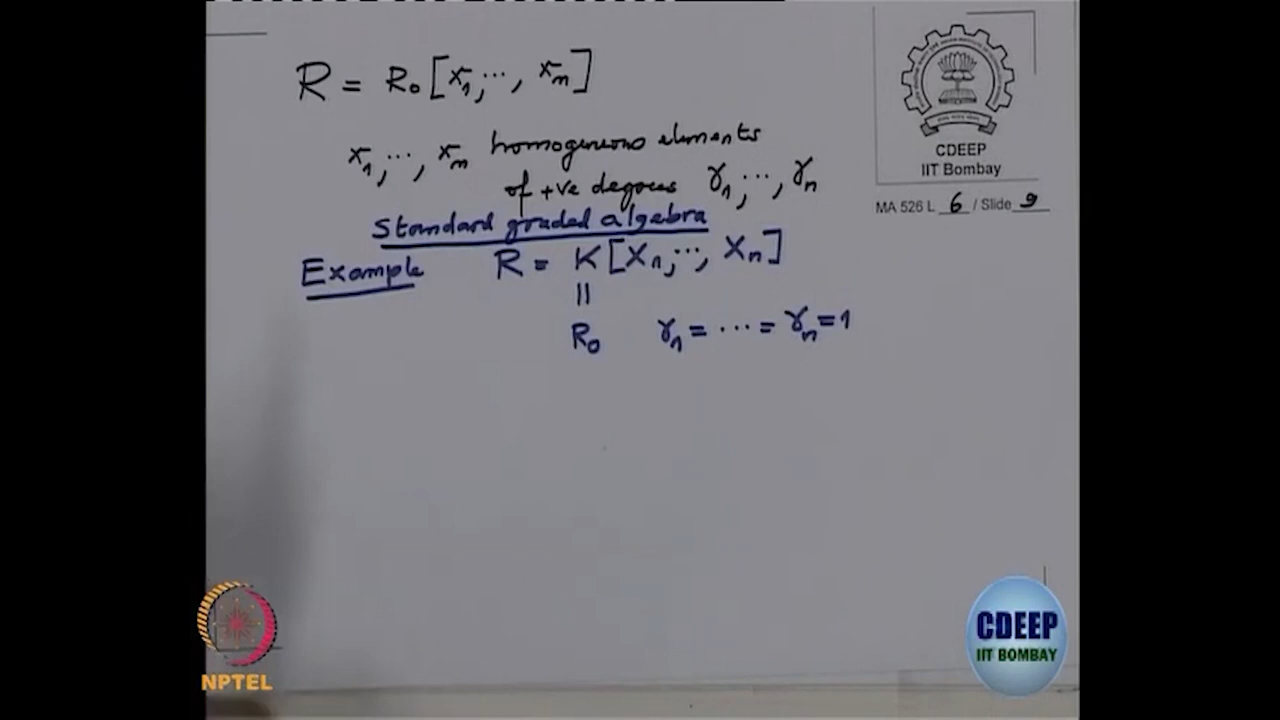 R = R₀ [x₁, ⋯, xₙ]
x₁, ⋯, xₙ homogeneous elements
of +ve degrees γ₁, ⋯, γₙ
Standard graded algebra
Example R = K [X₁, ⋯, Xₙ]
||
R₀ γ₁ = ⋯ = γₙ = 1
CDEEP
IIT Bombay
MA 526 L 6 / Slide 9
NPTEL
CDEEP
IIT BOMBAY